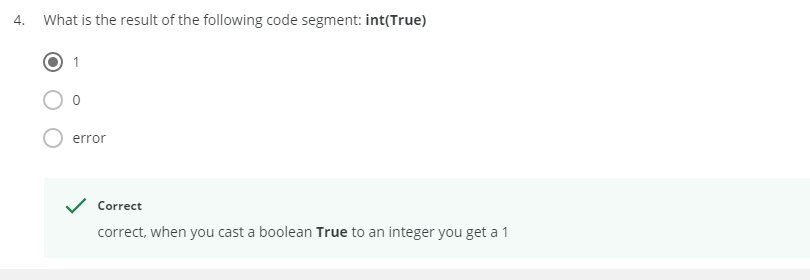 4. What is the result of the following code segment: int(True)
1
0
error
Correct
correct, when you cast a boolean True to an integer you get a 1